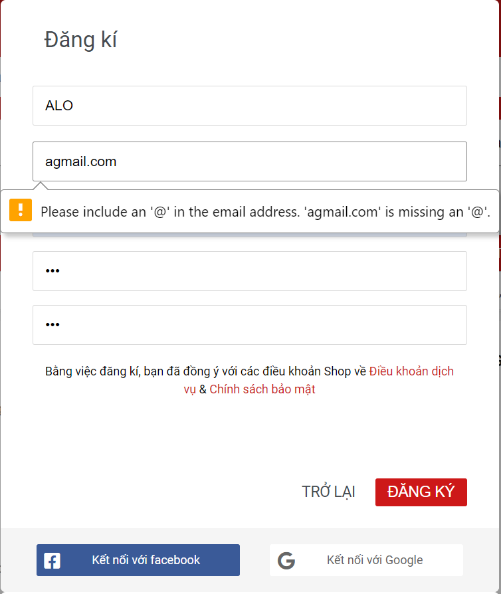 Đăng kí
ALO
agmail.com
Please include an '@' in the email address. 'agmail.com' is missing an '@'.
•••
•••
Bằng việc đăng kí, bạn đã đồng ý với các điều khoản Shop về Điều khoản dịch
vụ & Chính sách bảo mật
TRỞ LẠI
ĐĂNG KÝ
Kết nối với facebook
Kết nối với Google